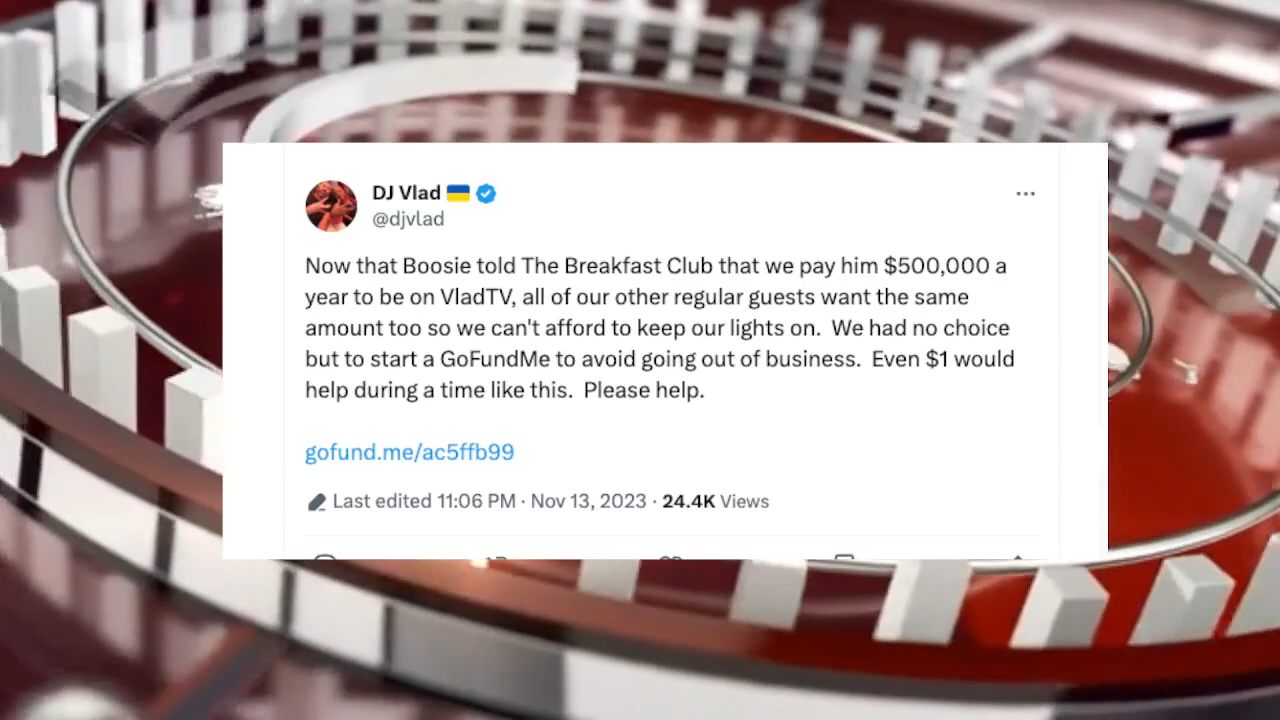 DJ Vlad 🇺🇦
@djvlad
Now that Boosie told The Breakfast Club that we pay him $500,000 a
year to be on VladTV, all of our other regular guests want the same
amount too so we can't afford to keep our lights on.  We had no choice
but to start a GoFundMe to avoid going out of business.  Even $1 would
help during a time like this.  Please help.
gofund.me/ac5ffb99
Last edited 11:06 PM · Nov 13, 2023 · 24.4K Views